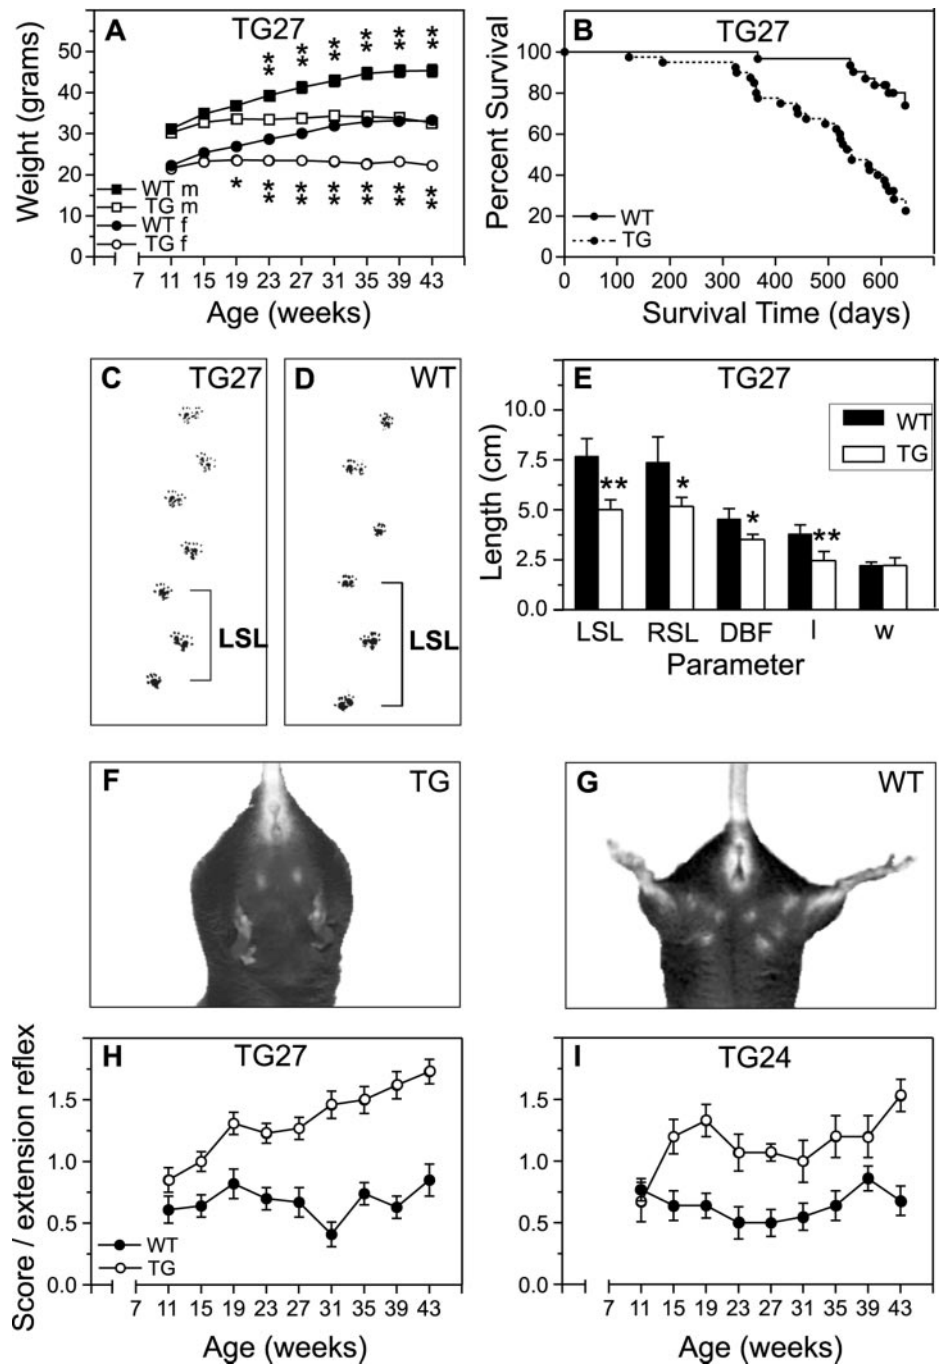 A TG27
Weight (grams)
60
50
40
30
20
10
0
** ** ** ** ** **
* ** ** ** ** ** **
WT m
TG m
WT f
TG f
7 11 15 19 23 27 31 35 39 43
Age (weeks)
B TG27
Percent Survival
100
80
60
40
20
0
WT
TG
0 100 200 300 400 500 600
Survival Time (days)
C TG27
LSL
D WT
LSL
E TG27
Length (cm)
10.0
7.5
5.0
2.5
0.0
WT
TG
** * * **
LSL RSL DBF l w
Parameter
F TG
G WT
H TG27
Score / extension reflex
1.5
1.0
0.5
0.0
WT
TG
7 11 15 19 23 27 31 35 39 43
Age (weeks)
I TG24
1.5
1.0
0.5
0.0
7 11 15 19 23 27 31 35 39 43
Age (weeks)